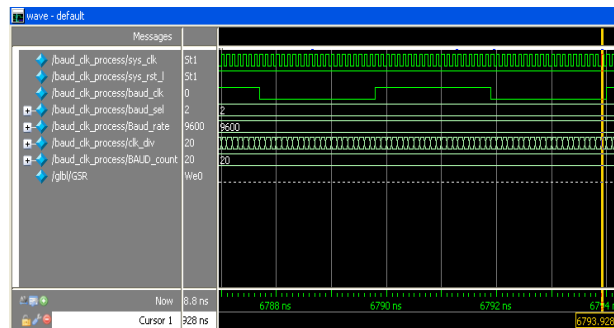 wave - default
Messages
/baud_clk_process/sys_clk St1
/baud_clk_process/sys_rst_l St1
/baud_clk_process/baud_clk 0
/baud_clk_process/baud_sel 2 2
/baud_clk_process/Baud_rate 9600 9600
/baud_clk_process/clk_div 20
/baud_clk_process/BAUD_count 20 20
/glbl/GSR We0
Now 8.8 ns 6788 ns 6790 ns 6792 ns
Cursor 1 928 ns 6793.928